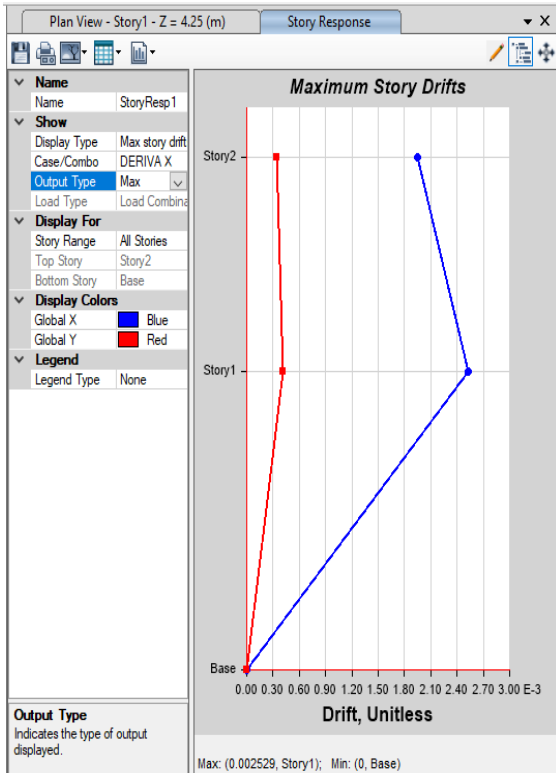 Plan View - Story1 - Z = 4.25 (m)
Story Response
Name
Name StoryResp1
Show
Display Type Max story drift
Case/Combo DERIVA X
Output Type Max
Load Type Load Combina
Display For
Story Range All Stories
Top Story Story2
Bottom Story Base
Display Colors
Global X Blue
Global Y Red
Legend
Legend Type None
Output Type
Indicates the type of output
displayed.
Maximum Story Drifts
Story2
Story1
Base
0.00 0.30 0.60 0.90 1.20 1.50 1.80 2.10 2.40 2.70 3.00 E-3
Drift, Unitless
Max: (0.002529, Story1); Min: (0, Base)